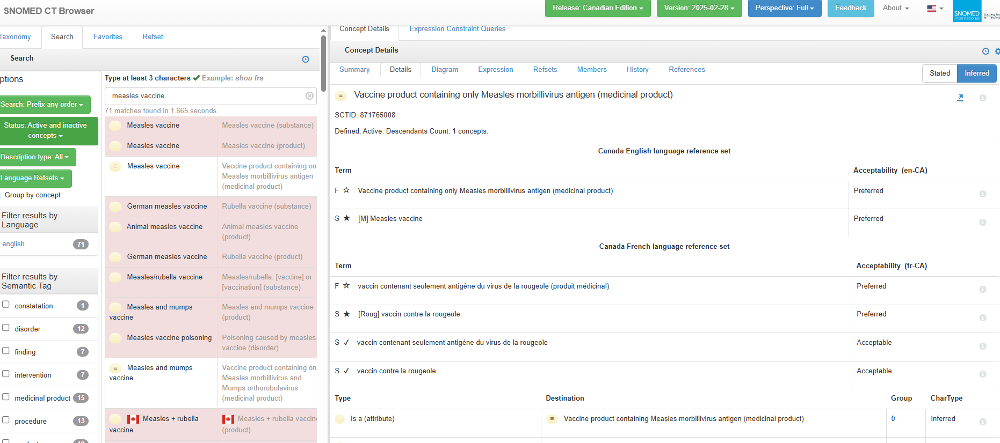 SNOMED CT Browser
Release: Canadian Edition
Version: 2025-02-28
Perspective: Full
Feedback
About
SNOMED
International
Taxonomy
Search
Favorites
Refset
Search
ptions
Search: Prefix any order
Status: Active and inactive
concepts
Description type: All
Language Refsets
Group by concept
Filter results by
Language
english
71
Filter results by
Semantic Tag
constatation
1
disorder
12
finding
7
intervention
7
medicinal product
15
procedure
13
Type at least 3 characters Example: shou fra
measles vaccine
71 matches found in 1.665 seconds.
Measles vaccine
Measles vaccine (substance)
Measles vaccine
Measles vaccine (product)
Measles vaccine
Vaccine product containing on
Measles morbillivirus antigen
(medicinal product)
German measles vaccine
Rubella vaccine (substance)
Animal measles vaccine
Animal measles vaccine
(product)
German measles vaccine
Rubella vaccine (product)
Measles/rubella vaccine
Measles/rubella: [vaccine] or
[vaccination] (substance)
Measles and mumps
vaccine
Measles and mumps vaccine
(product)
Measles vaccine poisoning
Poisoning caused by measles
vaccine (disorder)
Measles and mumps
vaccine
Vaccine product containing on
Measles morbillivirus and
Mumps orthorubulavirus
(medicinal product)
Measles + rubella
vaccine
Measles + rubella vaccin
(product)
Concept Details
Expression Constraint Queries
Concept Details
Summary
Details
Diagram
Expression
Refsets
Members
History
References
Stated
Inferred
Vaccine product containing only Measles morbillivirus antigen (medicinal product)
SCTID: 871765008
Defined, Active. Descendants Count: 1 concepts.
Canada English language reference set
Term
Acceptability (en-CA)
F ☆ Vaccine product containing only Measles morbillivirus antigen (medicinal product)
Preferred
S ★ [M] Measles vaccine
Preferred
Canada French language reference set
Term
Acceptability (fr-CA)
F ☆ vaccin contenant seulement antigène du virus de la rougeole (produit médicinal)
Preferred
S ★ [Roug] vaccin contre la rougeole
Preferred
S ✓ vaccin contenant seulement antigène du virus de la rougeole
Acceptable
S ✓ vaccin contre la rougeole
Acceptable
Type
Destination
Group
CharType
Is a (attribute)
Vaccine product containing Measles morbillivirus antigen (medicinal product)
0
Inferred